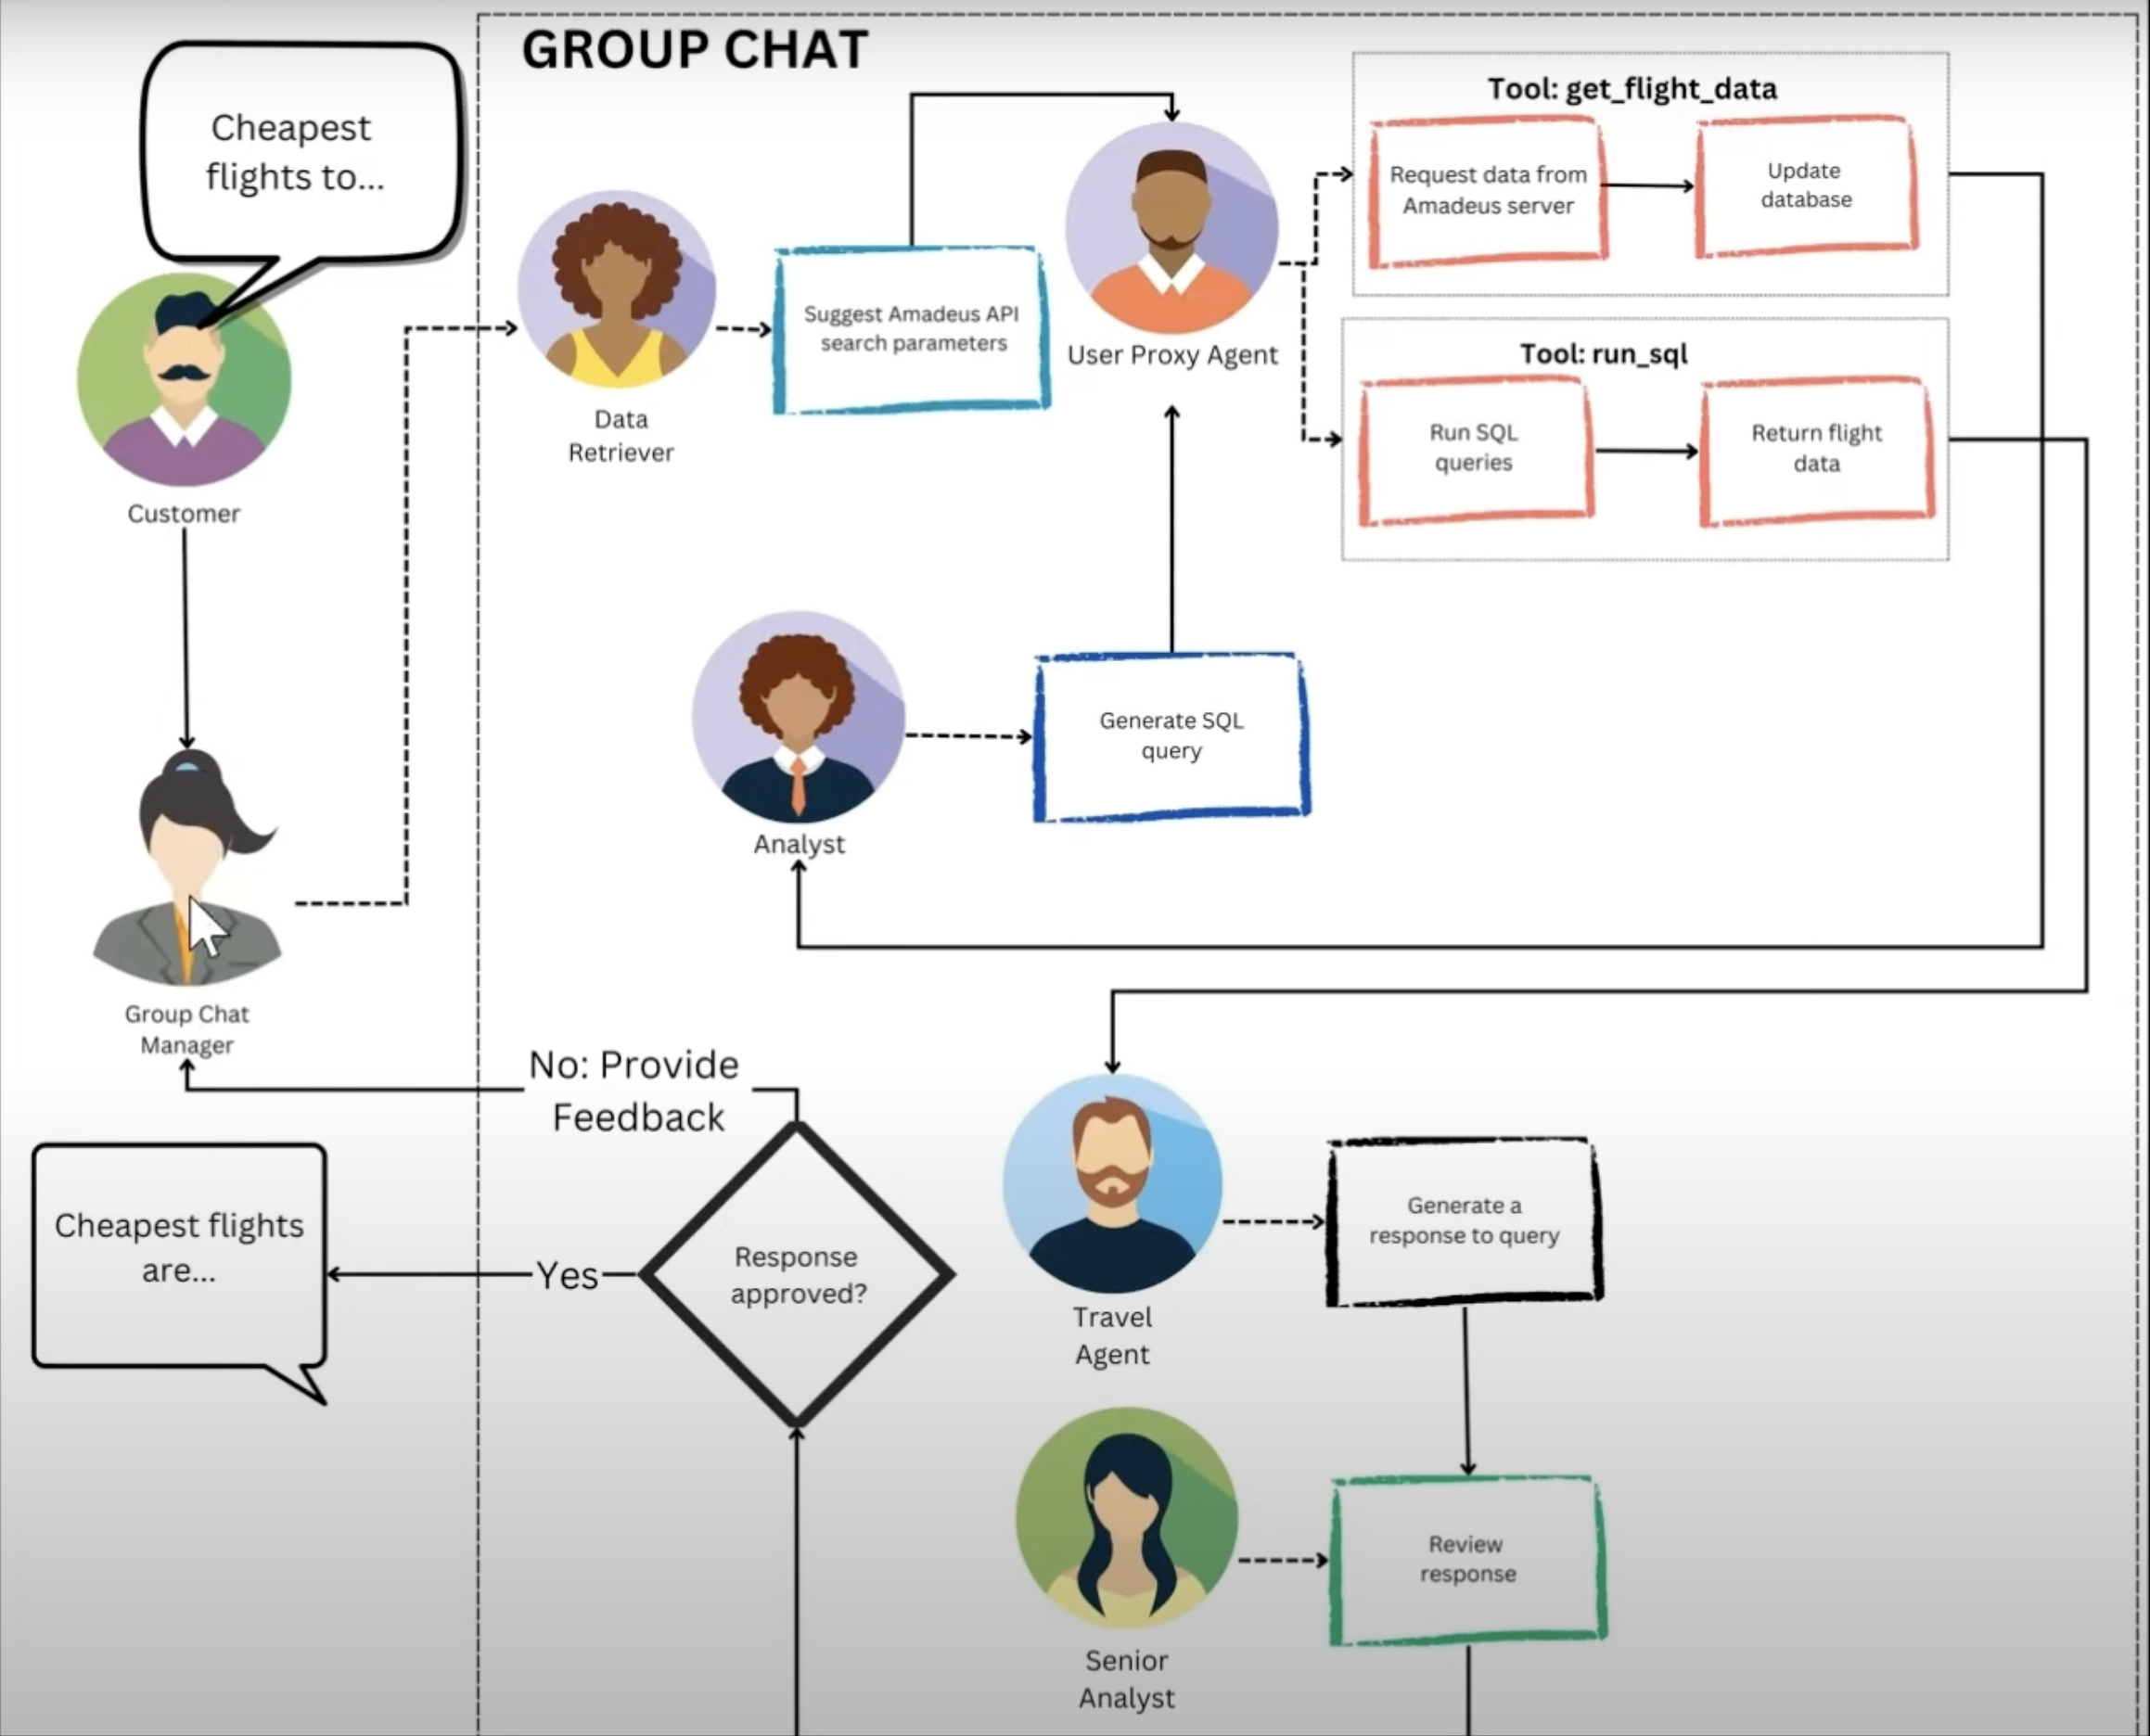 GROUP CHAT
Cheapest
flights to...
Customer
Data
Retriever
Suggest Amadeus API
search parameters
User Proxy Agent
Tool: get_flight_data
Request data from
Amadeus server
Update
database
Tool: run_sql
Run SQL
queries
Return flight
data
Analyst
Generate SQL
query
Group Chat
Manager
No: Provide
Feedback
Cheapest flights
are...
Yes
Response
approved?
Travel
Agent
Generate a
response to query
Senior
Analyst
Review
response